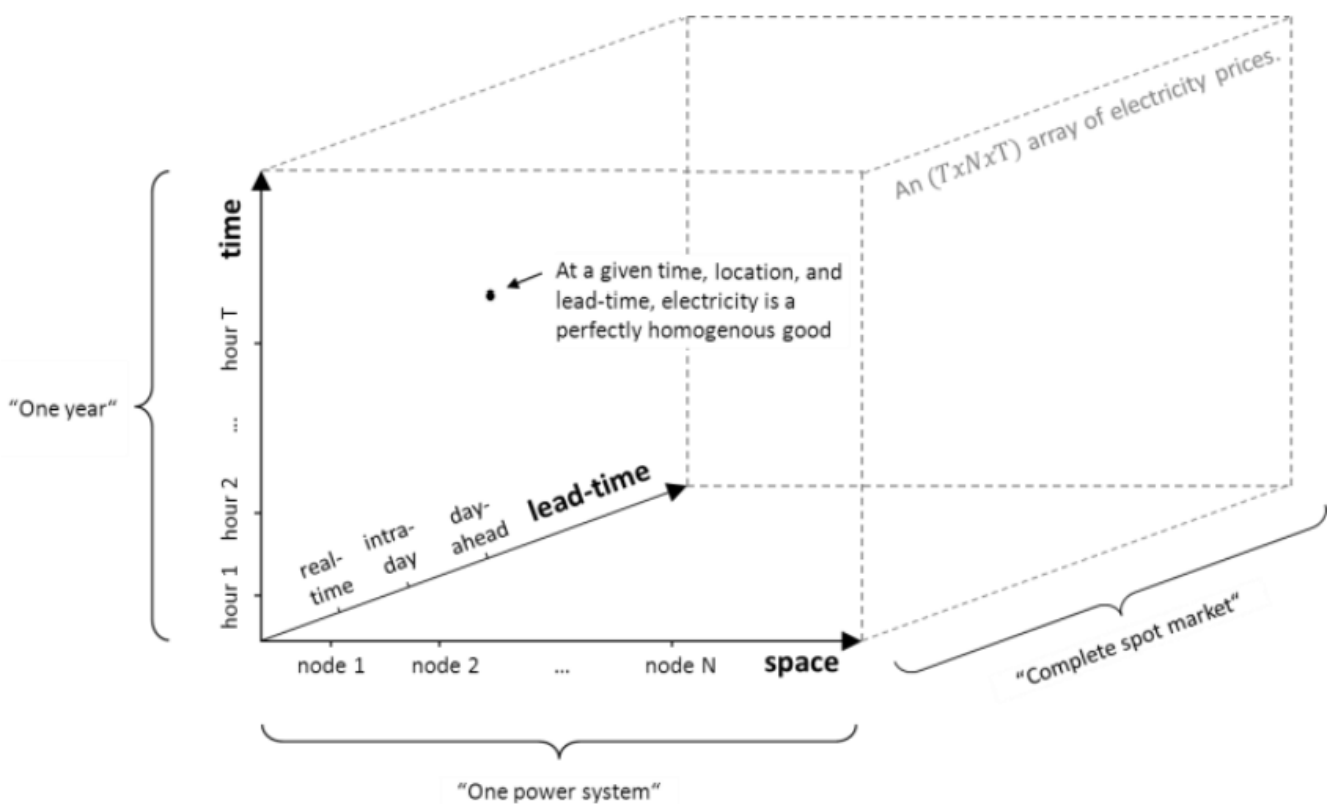 An (TxNxT) array of electricity prices.
time
At a given time, location, and
lead-time, electricity is a
perfectly homogenous good
hour T
“One year“
...
hour 2
hour 1
lead-time
real-
time
intra-
day
day-
ahead
node 1
node 2
...
node N
space
“Complete spot market“
“One power system“